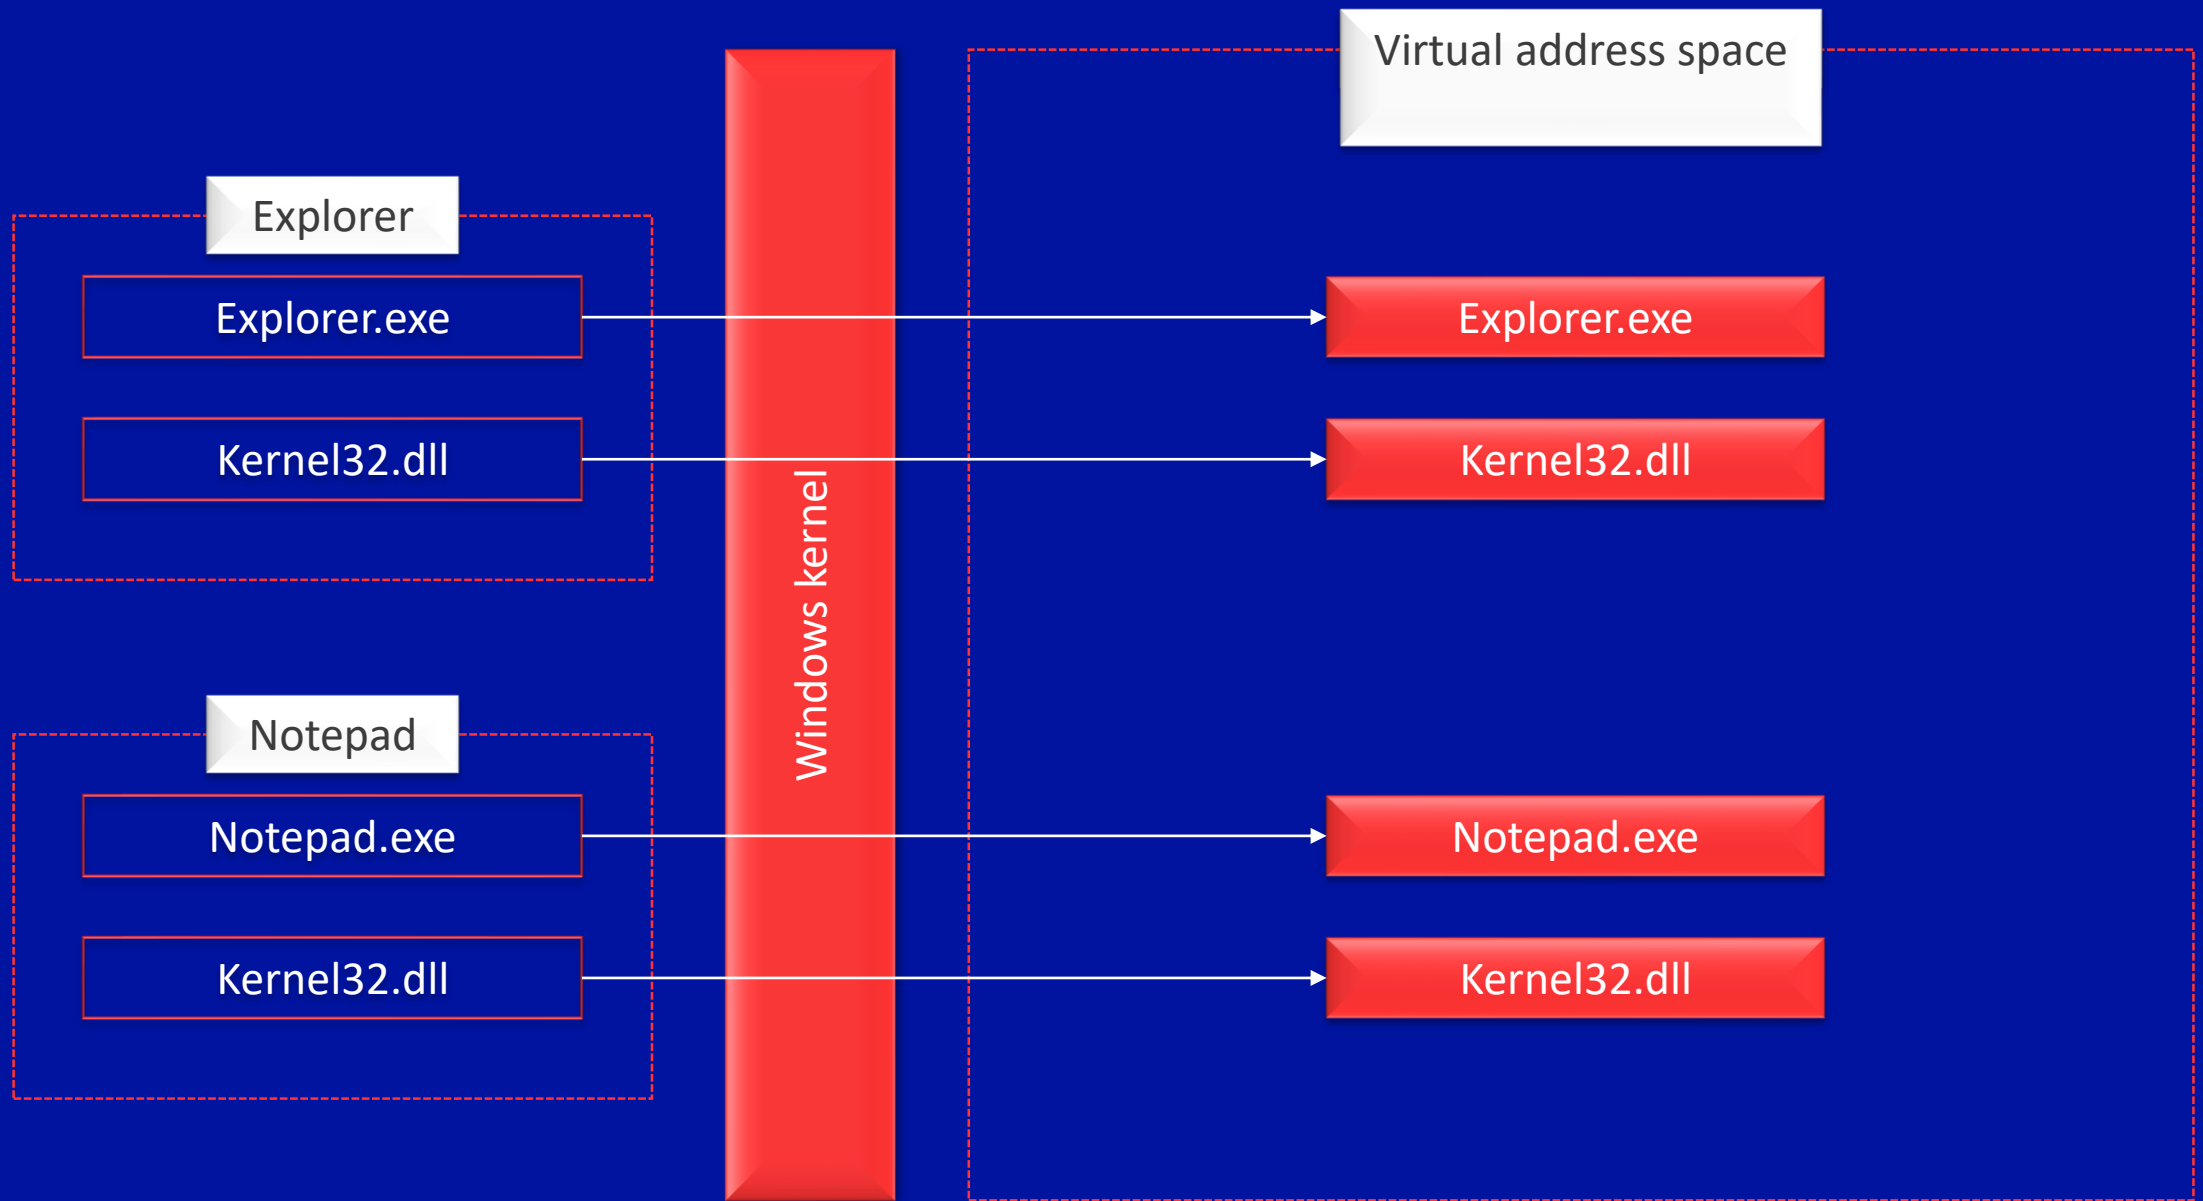 Virtual address space
Explorer
Explorer.exe
Explorer.exe
Kernel32.dll
Kernel32.dll
Windows kernel
Notepad
Notepad.exe
Notepad.exe
Kernel32.dll
Kernel32.dll